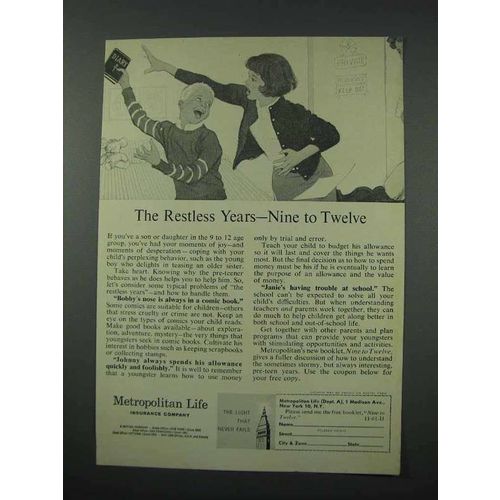 DIARY
PRIVATE
KEEP OUT
The Restless Years—Nine to Twelve
If you've a son or daughter in the 9 to 12 age
group, you've had your moments of joy—and
moments of desperation—coping with your
child's perplexing behavior, such as the young
boy who delights in teasing an older sister.
Take heart. Knowing why the pre-teener
behaves as he does helps you to help him. So,
let's consider some typical problems of "the
restless years"—and how to handle them.
"Bobby's nose is always in a comic book."
Some comics are suitable for children—others
that stress cruelty or crime are not. Keep an
eye on the types of comics your child reads.
Make good books available—about explora-
tion, adventure, mystery—the very things that
youngsters seek in comic books. Cultivate his
interest in hobbies such as keeping scrapbooks
or collecting stamps.
"Johnny always spends his allowance
quickly and foolishly." It is well to remember
that a youngster learns how to use money
only by trial and error.
Teach your child to budget his allowance
so it will last and cover the things he wants
most. But the final decision as to how to spend
money must be his if he is eventually to learn
the purpose of an allowance and the value
of money.
"Janie's having trouble at school." The
school can't be expected to solve all your
child's difficulties. But when understanding
teachers and parents work together, they can
do much to help children get along better in
both school and out-of-school life.
Get together with other parents and plan
programs that can provide your youngsters
with stimulating opportunities and activities.
Metropolitan's new booklet, Nine to Twelve,
gives a fuller discussion of how to understand
the sometimes stormy, but always interesting,
pre-teen years. Use the coupon below for
your free copy.
Metropolitan Life
INSURANCE COMPANY
THE LIGHT
THAT
NEVER FAILS
Metropolitan Life (Dept. A), 1 Madison Ave.,
New York 10, N.Y.
Please send me the free booklet, "Nine to
Twelve."
Name
Street
City & Zone State